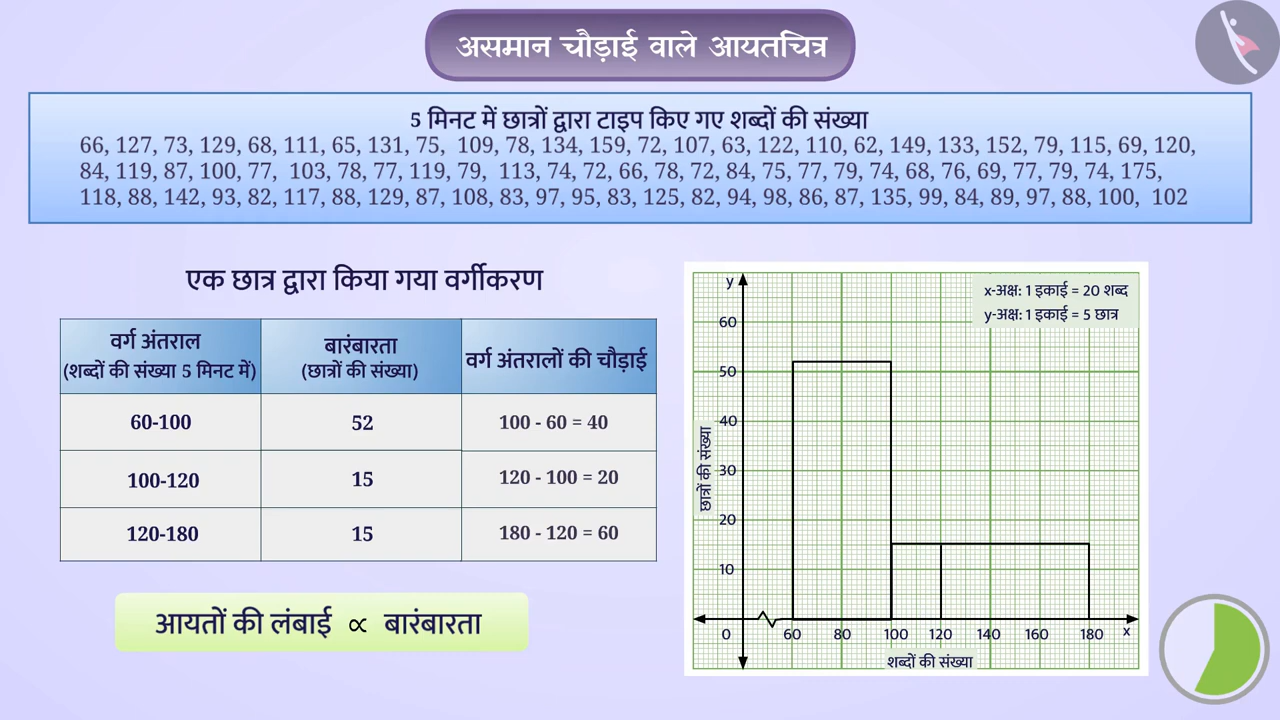 असमान चौड़ाई वाले आयतचित्र
5 मिनट में छात्रों द्वारा टाइप किए गए शब्दों की संख्या
66, 127, 73, 129, 68, 111, 65, 131, 75, 109, 78, 134, 159, 72, 107, 63, 122, 110, 62, 149, 133, 152, 79, 115, 69, 120,
84, 119, 87, 100, 77, 103, 78, 77, 119, 79, 113, 74, 72, 66, 78, 72, 84, 75, 77, 79, 74, 68, 76, 69, 77, 79, 74, 175,
118, 88, 142, 93, 82, 117, 88, 129, 87, 108, 83, 97, 95, 83, 125, 82, 94, 98, 86, 87, 135, 99, 84, 89, 97, 88, 100, 102
एक छात्र द्वारा किया गया वर्गीकरण
वर्ग अंतराल
(शब्दों की संख्या 5 मिनट में)
बारंबारता
(छात्रों की संख्या)
वर्ग अंतरालों की चौड़ाई
60-100 52 100 - 60 = 40
100-120 15 120 - 100 = 20
120-180 15 180 - 120 = 60
आयतों की लंबाई ∝ बारंबारता
x-अक्ष: 1 इकाई = 20 शब्द
y-अक्ष: 1 इकाई = 5 छात्र
y
60
50
40
30
20
10
छात्रों की संख्या
0 60 80 100 120 140 160 180 x
शब्दों की संख्या